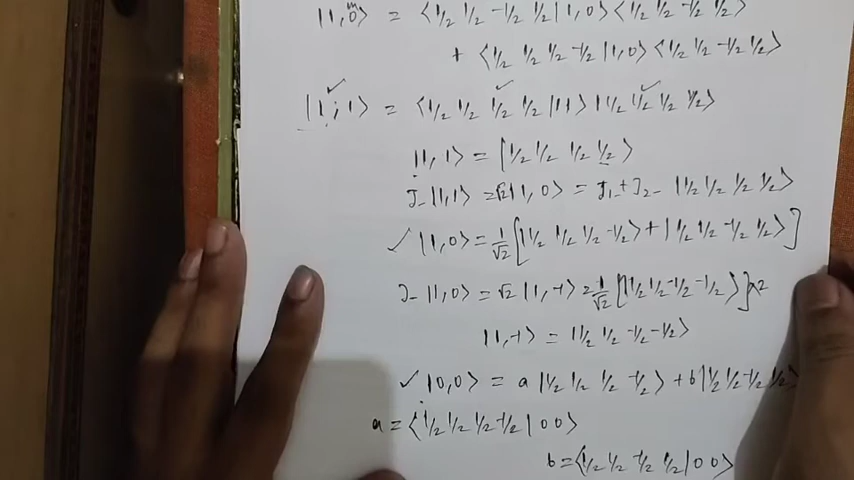 |1, 0⟩ = ⟨1/2 1/2 -1/2 1/2|1,0⟩⟨1/2 1/2 -1/2 1/2⟩
+ ⟨1/2 1/2 1/2 -1/2|1,0⟩⟨1/2 1/2 -1/2 1/2⟩
|1, 1⟩ = ⟨1/2 1/2 1/2 1/2|11⟩|1/2 1/2 1/2 1/2⟩
|1, 1⟩ = |1/2 1/2 1/2 1/2⟩
J-|1,1⟩ = √2|1, 0⟩ = J1- + J2- |1/2 1/2 1/2 1/2⟩
✓ |1,0⟩ = 1/√2 [|1/2 1/2 1/2 -1/2⟩ + |1/2 1/2 -1/2 1/2⟩]
J-|1,0⟩ = √2 |1,-1⟩ = 1/√2 [|1/2 1/2 -1/2 -1/2⟩]×2
|1,-1⟩ = |1/2 1/2 -1/2 -1/2⟩
✓ |0,0⟩ = a|1/2 1/2 1/2 -1/2⟩ + b|1/2 1/2 -1/2 1/2⟩
a = ⟨1/2 1/2 1/2 -1/2|00⟩
b = ⟨1/2 1/2 -1/2 1/2|00⟩